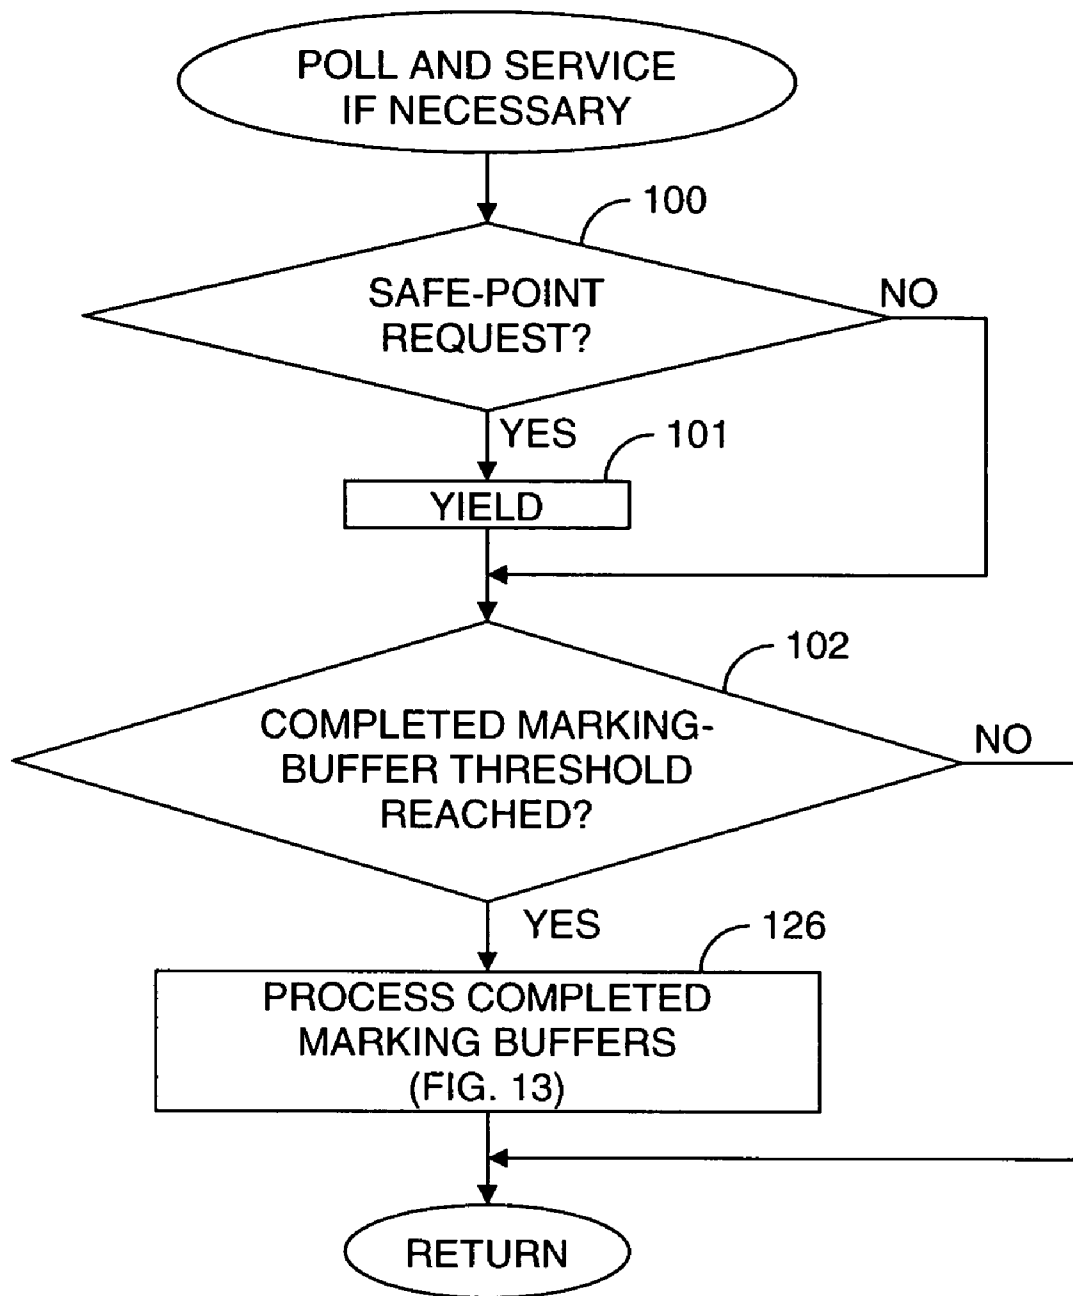 POLL AND SERVICE
IF NECESSARY
100
SAFE-POINT
REQUEST?
NO
YES
101
YIELD
102
COMPLETED MARKING-
BUFFER THRESHOLD
REACHED?
NO
YES
126
PROCESS COMPLETED
MARKING BUFFERS
(FIG. 13)
RETURN